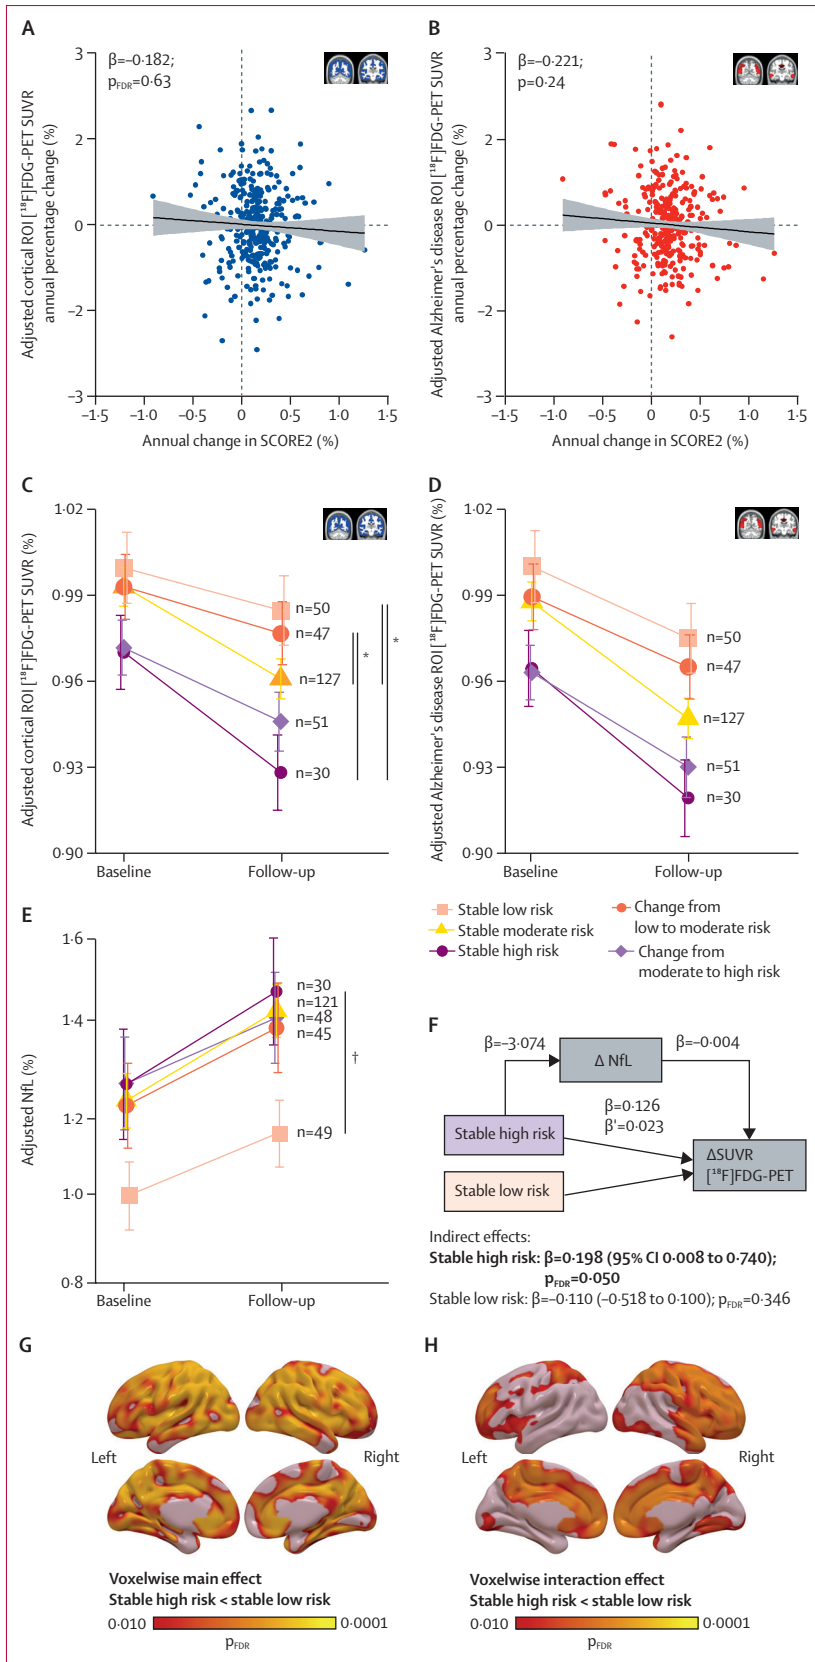 A
Adjusted cortical ROI [¹⁸F]FDG-PET SUVR
annual percentage change (%)
β=–0·182;
p_FDR=0·63
3
2
1
0
–1
–2
–3
–1·5
–1·0
–0·5
0
0·5
1·0
1·5
Annual change in SCORE2 (%)
B
Adjusted Alzheimer's disease ROI [¹⁸F]FDG-PET SUVR
annual percentage change (%)
β=–0·221;
p=0·24
3
2
1
0
–1
–2
–3
–1·5
–1·0
–0·5
0
0·5
1·0
1·5
Annual change in SCORE2 (%)
C
Adjusted cortical ROI [¹⁸F]FDG-PET SUVR (%)
1·02
0·99
0·96
0·93
0·90
n=50
n=47
n=127
n=51
n=30
*
*
Baseline
Follow-up
D
Adjusted Alzheimer's disease ROI [¹⁸F]FDG-PET SUVR (%)
1·02
0·99
0·96
0·93
0·90
n=50
n=47
n=127
n=51
n=30
Baseline
Follow-up
Stable low risk
Stable moderate risk
Stable high risk
Change from
low to moderate risk
Change from
moderate to high risk
E
Adjusted NfL (%)
1·6
1·4
1·2
1·0
0·8
n=30
n=121
n=48
n=45
n=49
†
Baseline
Follow-up
F
β=–3·074
Δ NfL
β=–0·004
Stable high risk
β=0·126
β'=0·023
Stable low risk
ΔSUVR
[¹⁸F]FDG-PET
Indirect effects:
Stable high risk: β=0·198 (95% CI 0·008 to 0·740);
p_FDR=0·050
Stable low risk: β=–0·110 (–0·518 to 0·100); p_FDR=0·346
G
Left
Right
Voxelwise main effect
Stable high risk < stable low risk
0·010
0·0001
p_FDR
H
Left
Right
Voxelwise interaction effect
Stable high risk < stable low risk
0·010
0·0001
p_FDR